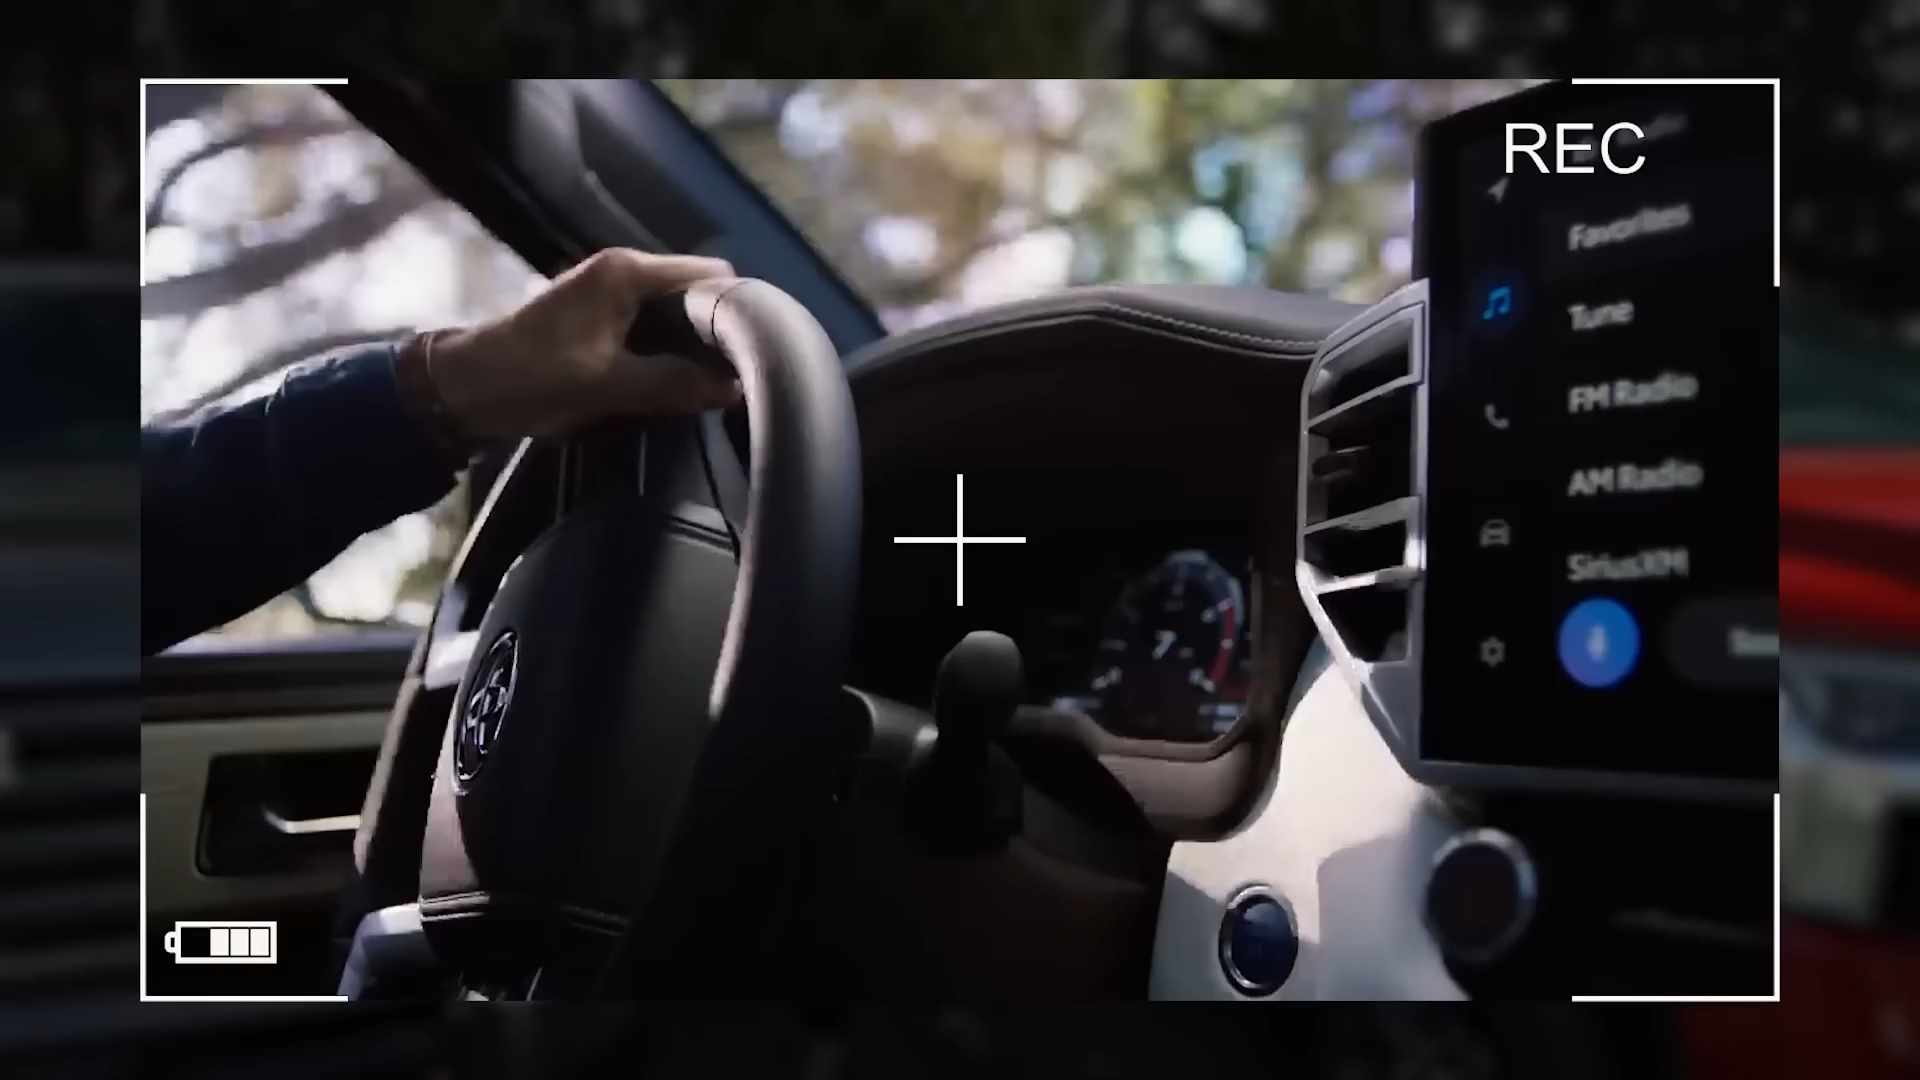 REC
Favorites
Tune
FM Radio
AM Radio
SiriusXM